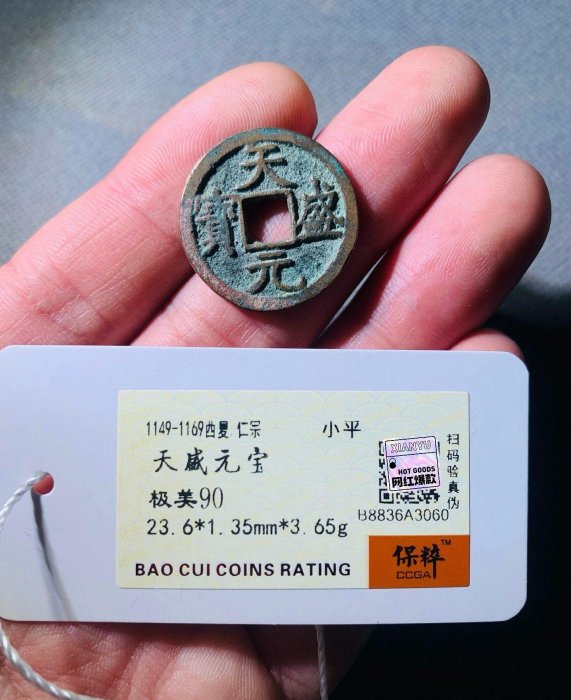 天盛元寶
1149-1169西夏 仁宗 小平
天盛元宝
极美90
23.6*1.35mm*3.65g
BAO CUI COINS RATING
XIANYU
HOT GOODS
网红爆款
扫码验真伪
B8836A3060
保粹™
CCGA